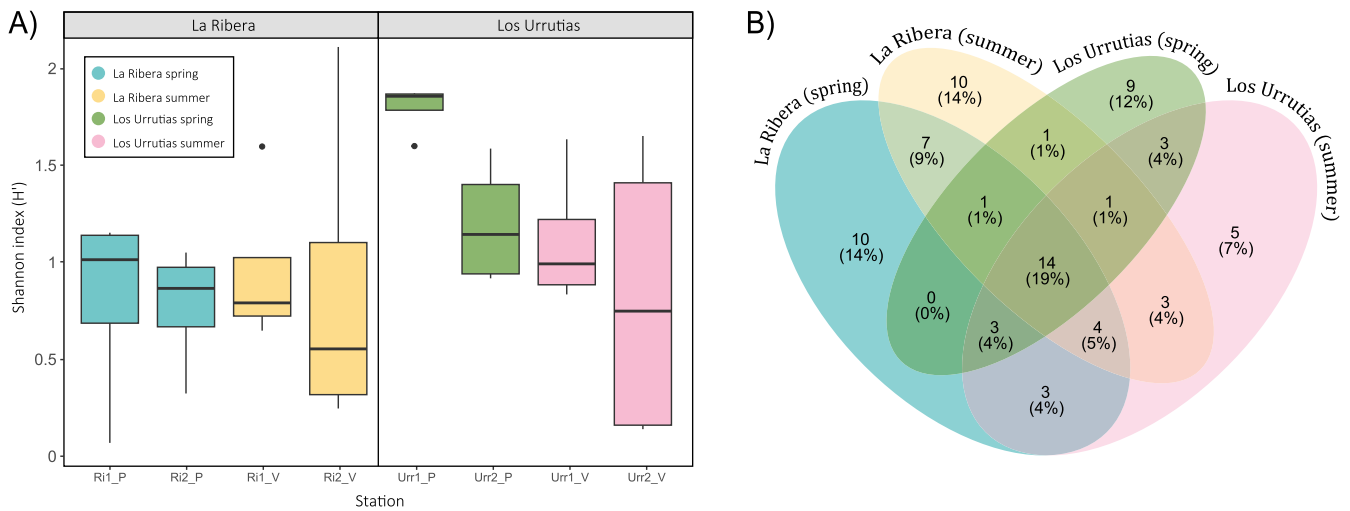 A)
La Ribera
Los Urrutias
Shannon index (H')
2
1.5
1
0.5
0
La Ribera spring
La Ribera summer
Los Urrutias spring
Los Urrutias summer
Ri1_P
Ri2_P
Ri1_V
Ri2_V
Urr1_P
Urr2_P
Urr1_V
Urr2_V
Station
B)
La Ribera (spring)
La Ribera (summer)
Los Urrutias (spring)
Los Urrutias (summer)
10
(14%)
9
(12%)
7
(9%)
1
(1%)
3
(4%)
10
(14%)
1
(1%)
1
(1%)
5
(7%)
14
(19%)
0
(0%)
3
(4%)
3
(4%)
4
(5%)
3
(4%)